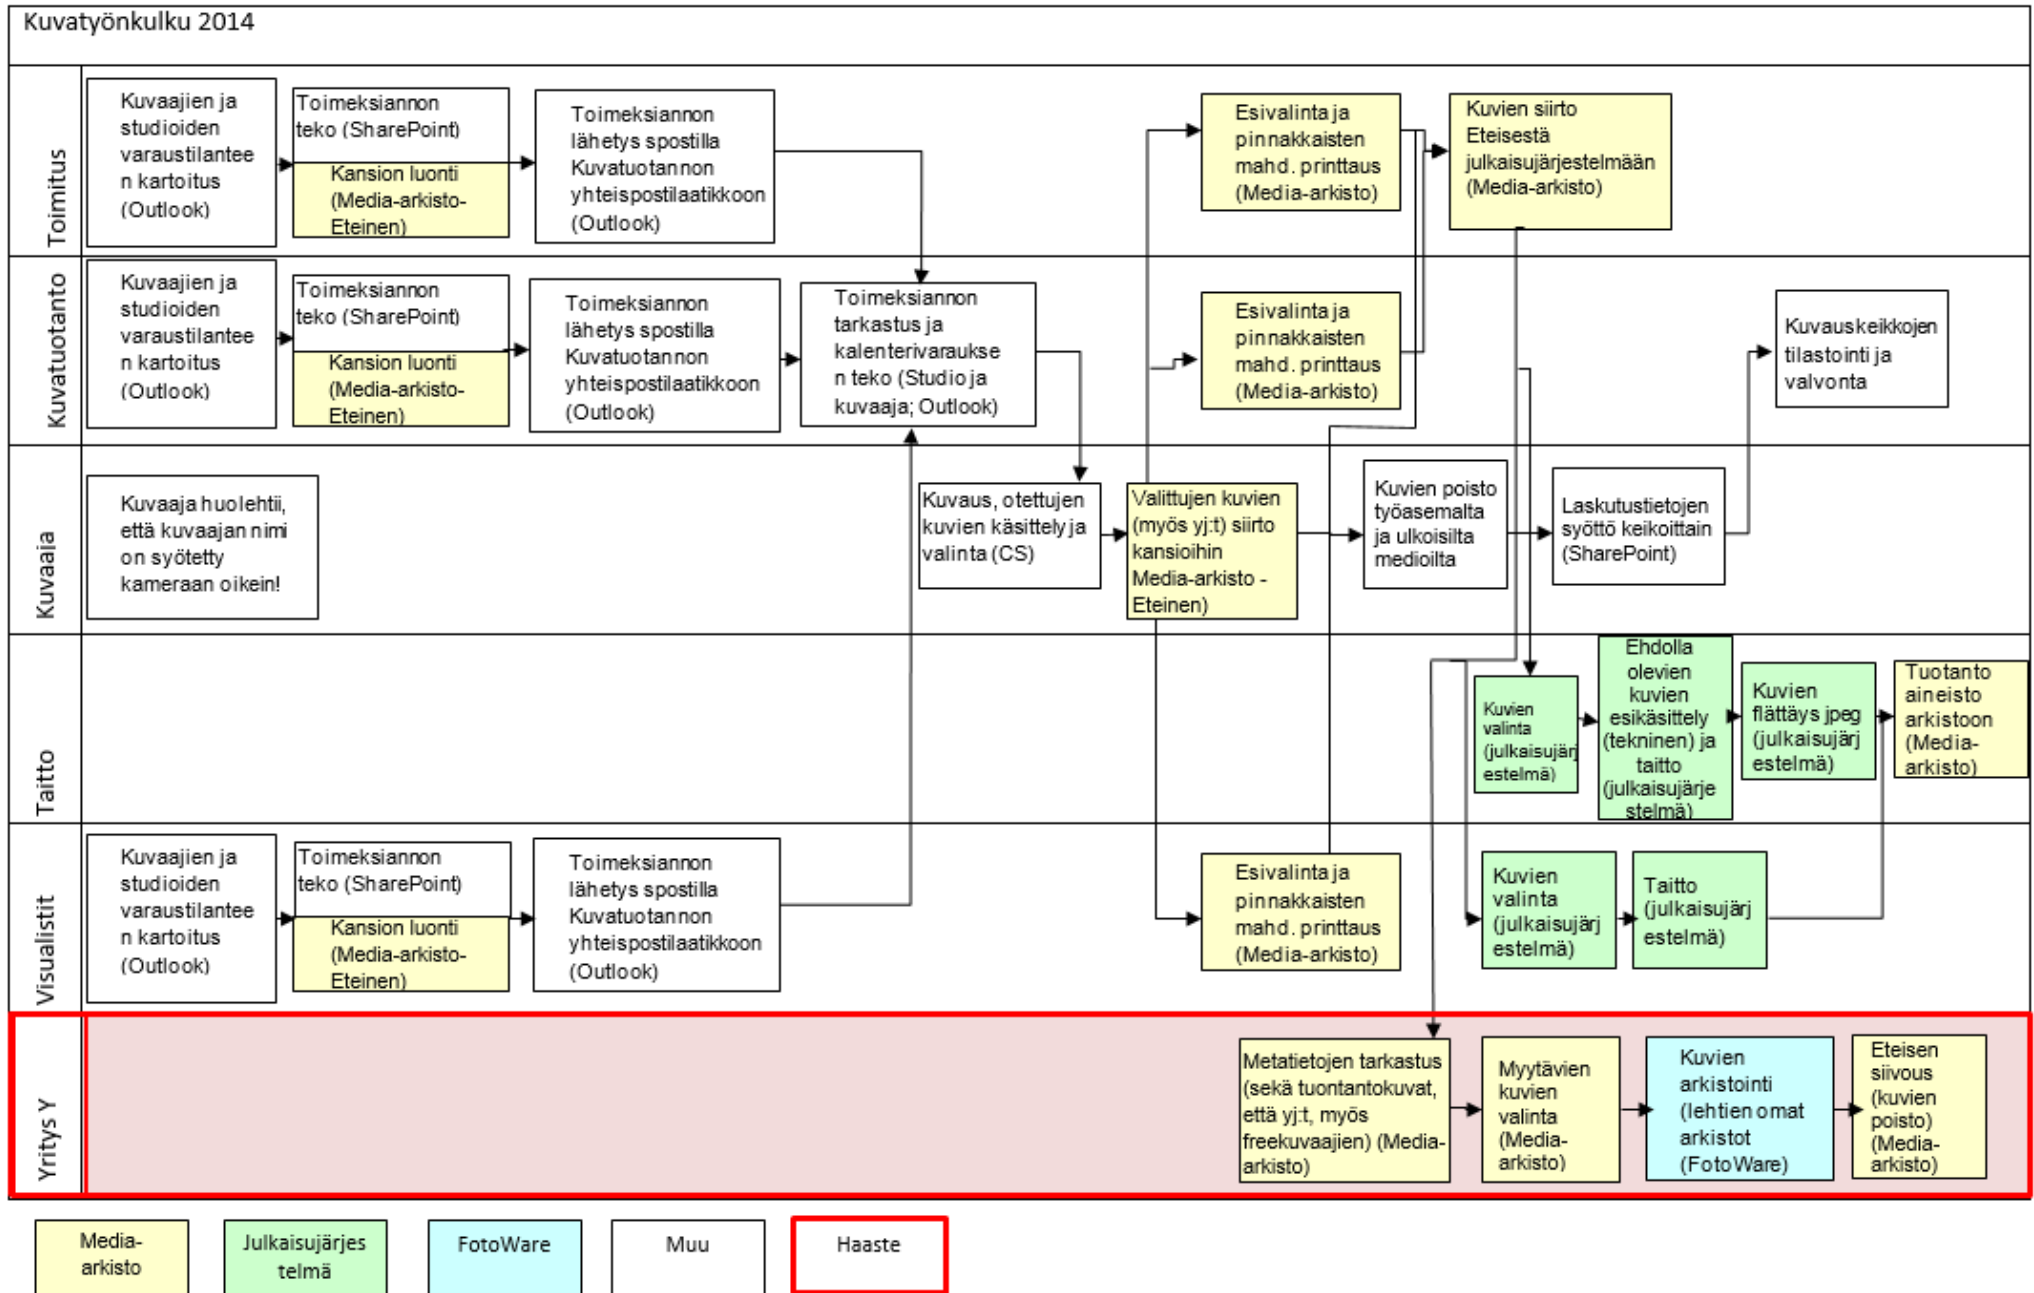 Kuvatyönkulku 2014
Toimitus
Kuvaajien ja
studioiden
varaustilantee
n kartoitus
(Outlook)
Toimeksiannon
teko (SharePoint)
Kansion luonti
(Media-arkisto-
Eteinen)
Toimeksiannon
lähetys spostilla
Kuvatuotannon
yhteispostilaatikkoon
(Outlook)
Esivalinta ja
pinnakkaisten
mahd. printtaus
(Media-arkisto)
Kuvien siirto
Eteisestä
julkaisujärjestelmään
(Media-arkisto)
Kuvatuotanto
Kuvaajien ja
studioiden
varaustilantee
n kartoitus
(Outlook)
Toimeksiannon
teko (SharePoint)
Kansion luonti
(Media-arkisto-
Eteinen)
Toimeksiannon
lähetys spostilla
Kuvatuotannon
yhteispostilaatikkoon
(Outlook)
Toimeksiannon
tarkastus ja
kalenterivaraukse
n teko (Studio ja
kuvaaja; Outlook)
Esivalinta ja
pinnakkaisten
mahd. printtaus
(Media-arkisto)
Kuvauskeikkojen
tilastointi ja
valvonta
Kuvaaja
Kuvaaja huolehtii,
että kuvaajan nimi
on syötetty
kameraan oikein!
Kuvaus, otettujen
kuvien käsittely ja
valinta (CS)
Valittujen kuvien
(myös yj:t) siirto
kansioihin
Media-arkisto -
Eteinen)
Kuvien poisto
työasemalta
ja ulkoisilta
medioilta
Laskutustietojen
syöttö keikoittain
(SharePoint)
Taitto
Kuvien
valinta
(julkaisujärj
estelmä)
Ehdolla
olevien
kuvien
esikäsittely
(tekninen) ja
taitto
(julkaisujärje
stelmä)
Kuvien
flättäys jpeg
(julkaisujärj
estelmä)
Tuotanto
aineisto
arkistoon
(Media-
arkisto)
Visualistit
Kuvaajien ja
studioiden
varaustilantee
n kartoitus
(Outlook)
Toimeksiannon
teko (SharePoint)
Kansion luonti
(Media-arkisto-
Eteinen)
Toimeksiannon
lähetys spostilla
Kuvatuotannon
yhteispostilaatikkoon
(Outlook)
Esivalinta ja
pinnakkaisten
mahd. printtaus
(Media-arkisto)
Kuvien
valinta
(julkaisujärj
estelmä)
Taitto
(julkaisujärj
estelmä)
Yritys Y
Metatietojen tarkastus
(sekä tuontantokuvat,
että yj:t, myös
freekuvaajien) (Media-
arkisto)
Myytävien
kuvien
valinta
(Media-
arkisto)
Kuvien
arkistointi
(lehtien omat
arkistot
(FotoWare)
Eteisen
siivous
(kuvien
poisto)
(Media-
arkisto)
Media-
arkisto
Julkaisujärjes
telmä
FotoWare
Muu
Haaste